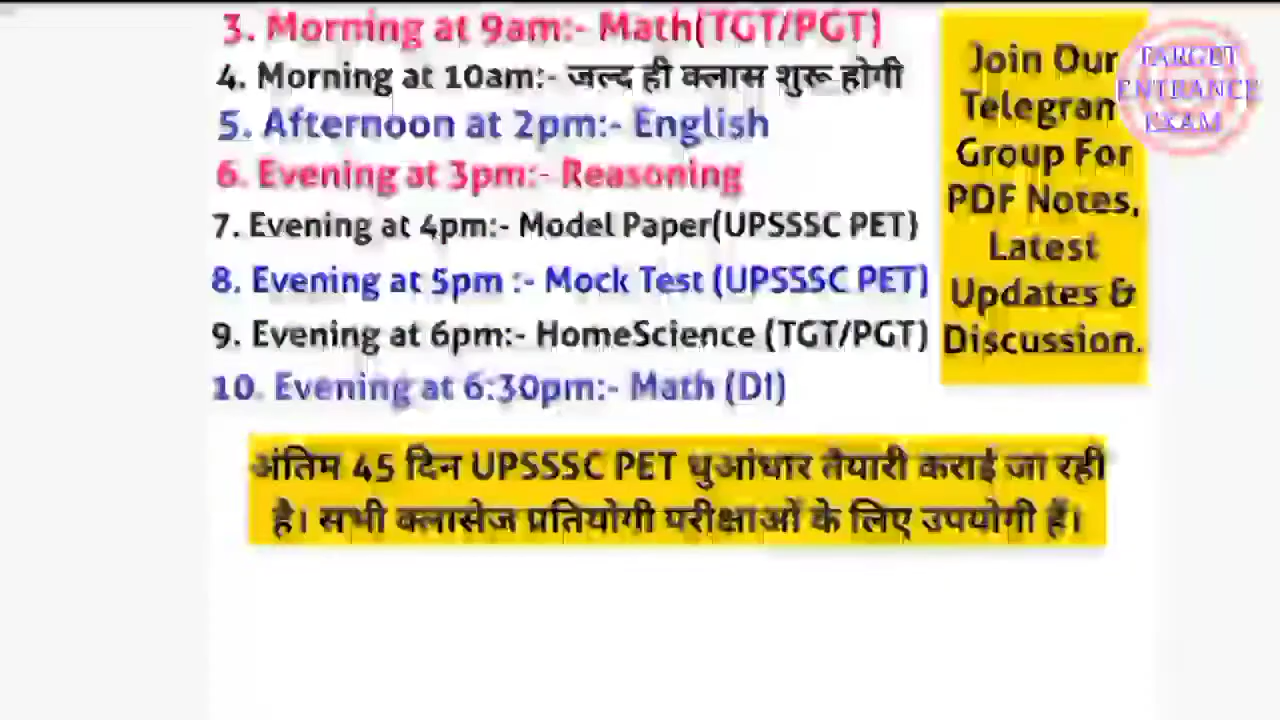 3. Morning at 9am:- Math(TGT/PGT)
4. Morning at 10am:- जल्द ही क्लास शुरू होगी
5. Afternoon at 2pm:- English
6. Evening at 3pm:- Reasoning
7. Evening at 4pm:- Model Paper(UPSSSC PET)
8. Evening at 5pm :- Mock Test (UPSSSC PET)
9. Evening at 6pm:- HomeScience (TGT/PGT)
10. Evening at 6:30pm:- Math (DI)
Join Our
Telegram
Group For
PDF Notes,
Latest
Updates &
Discussion.
TARGET
ENTRANCE
EXAM
अंतिम 45 दिन UPSSSC PET धुआंधार तैयारी कराई जा रही
है। सभी क्लासेज प्रतियोगी परीक्षाओं के लिए उपयोगी हैं।